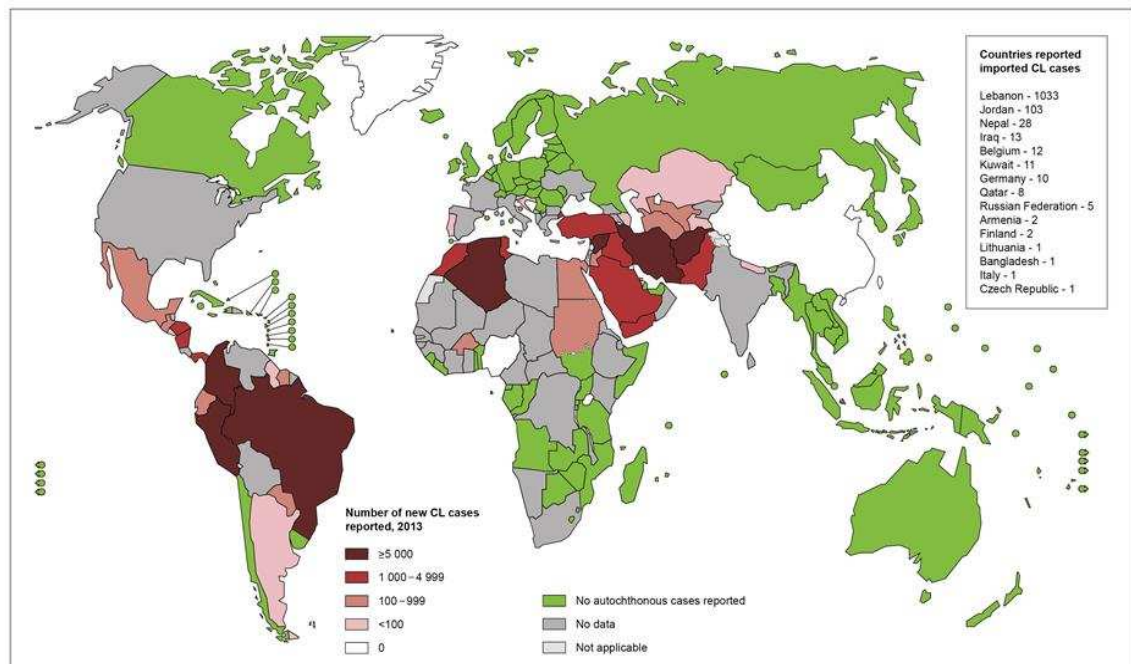 Countries reported
imported CL cases
Lebanon - 1033
Jordan - 103
Nepal - 28
Iraq - 13
Belgium - 12
Kuwait - 11
Germany - 10
Qatar - 8
Russian Federation - 5
Armenia - 2
Finland - 2
Lithuania - 1
Bangladesh - 1
Italy - 1
Czech Republic - 1
Number of new CL cases
reported, 2013
≥5 000
1 000 – 4 999
100 – 999
<100
0
No autochthonous cases reported
No data
Not applicable